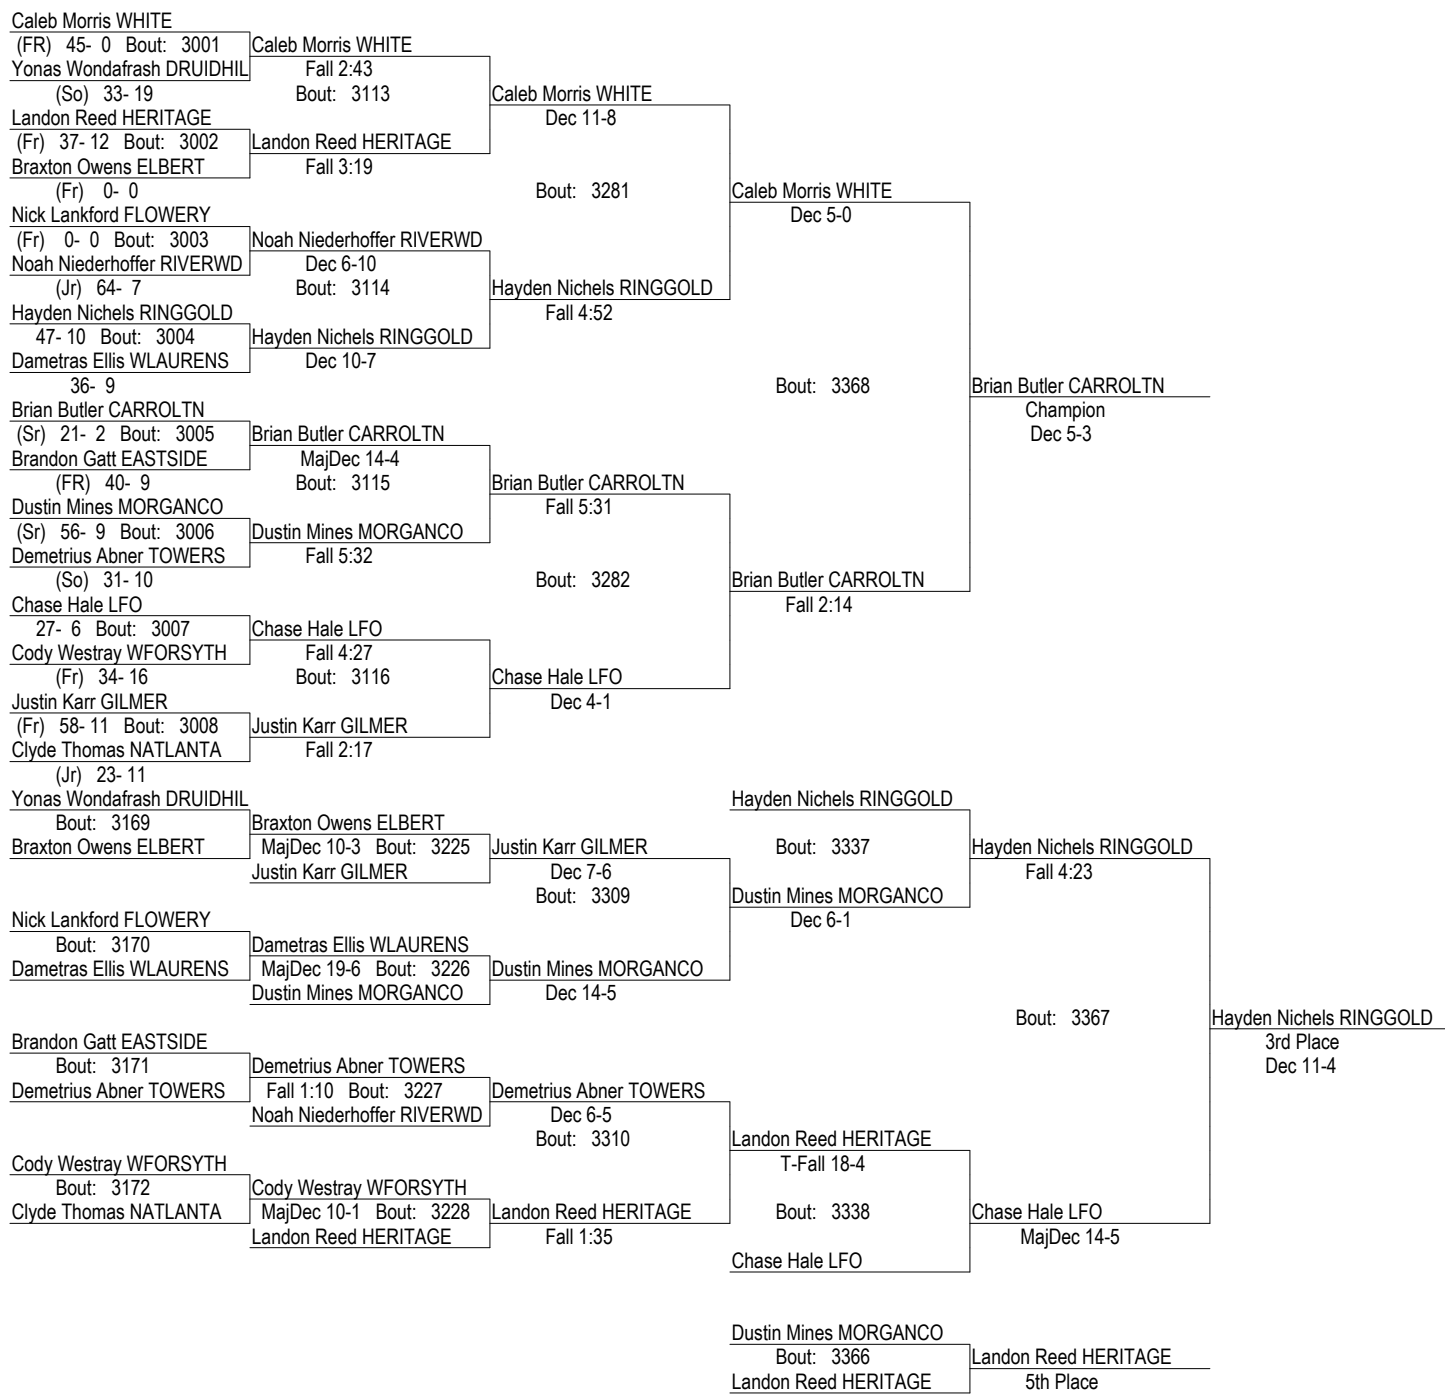 Caleb Morris WHITE
(FR) 45- 0 Bout: 3001 Caleb Morris WHITE
Yonas Wondafrash DRUIDHIL Fall 2:43
(So) 33- 19 Bout: 3113 Caleb Morris WHITE
Landon Reed HERITAGE Dec 11-8
(Fr) 37- 12 Bout: 3002 Landon Reed HERITAGE
Braxton Owens ELBERT Fall 3:19
(Fr) 0- 0 Bout: 3281 Caleb Morris WHITE
Nick Lankford FLOWERY Dec 5-0
(Fr) 0- 0 Bout: 3003 Noah Niederhoffer RIVERWD
Noah Niederhoffer RIVERWD Dec 6-10
(Jr) 64- 7 Bout: 3114 Hayden Nichels RINGGOLD
Hayden Nichels RINGGOLD Fall 4:52
47- 10 Bout: 3004 Hayden Nichels RINGGOLD
Dametras Ellis WLAURENS Dec 10-7
36- 9 Bout: 3368 Brian Butler CARROLTN
Brian Butler CARROLTN Champion
(Sr) 21- 2 Bout: 3005 Brian Butler CARROLTN Dec 5-3
Brandon Gatt EASTSIDE MajDec 14-4
(FR) 40- 9 Bout: 3115 Brian Butler CARROLTN
Dustin Mines MORGANCO Fall 5:31
(Sr) 56- 9 Bout: 3006 Dustin Mines MORGANCO
Demetrius Abner TOWERS Fall 5:32
(So) 31- 10 Bout: 3282 Brian Butler CARROLTN
Chase Hale LFO Fall 2:14
27- 6 Bout: 3007 Chase Hale LFO
Cody Westray WFORSYTH Fall 4:27
(Fr) 34- 16 Bout: 3116 Chase Hale LFO
Justin Karr GILMER Dec 4-1
(Fr) 58- 11 Bout: 3008 Justin Karr GILMER
Clyde Thomas NATLANTA Fall 2:17
(Jr) 23- 11
Yonas Wondafrash DRUIDHIL Hayden Nichels RINGGOLD
Bout: 3169 Braxton Owens ELBERT
Braxton Owens ELBERT MajDec 10-3 Bout: 3225 Justin Karr GILMER Bout: 3337 Hayden Nichels RINGGOLD
Justin Karr GILMER Dec 7-6 Fall 4:23
Bout: 3309 Dustin Mines MORGANCO
Nick Lankford FLOWERY Dec 6-1
Bout: 3170 Dametras Ellis WLAURENS
Dametras Ellis WLAURENS MajDec 19-6 Bout: 3226 Dustin Mines MORGANCO
Dustin Mines MORGANCO Dec 14-5
Bout: 3367 Hayden Nichels RINGGOLD
Brandon Gatt EASTSIDE 3rd Place
Bout: 3171 Demetrius Abner TOWERS Dec 11-4
Demetrius Abner TOWERS Fall 1:10 Bout: 3227 Demetrius Abner TOWERS
Noah Niederhoffer RIVERWD Dec 6-5
Bout: 3310 Landon Reed HERITAGE
Cody Westray WFORSYTH T-Fall 18-4
Bout: 3172 Cody Westray WFORSYTH
Clyde Thomas NATLANTA MajDec 10-1 Bout: 3228 Landon Reed HERITAGE Bout: 3338 Chase Hale LFO
Landon Reed HERITAGE Fall 1:35 MajDec 14-5
Chase Hale LFO
Dustin Mines MORGANCO
Bout: 3366 Landon Reed HERITAGE
Landon Reed HERITAGE 5th Place